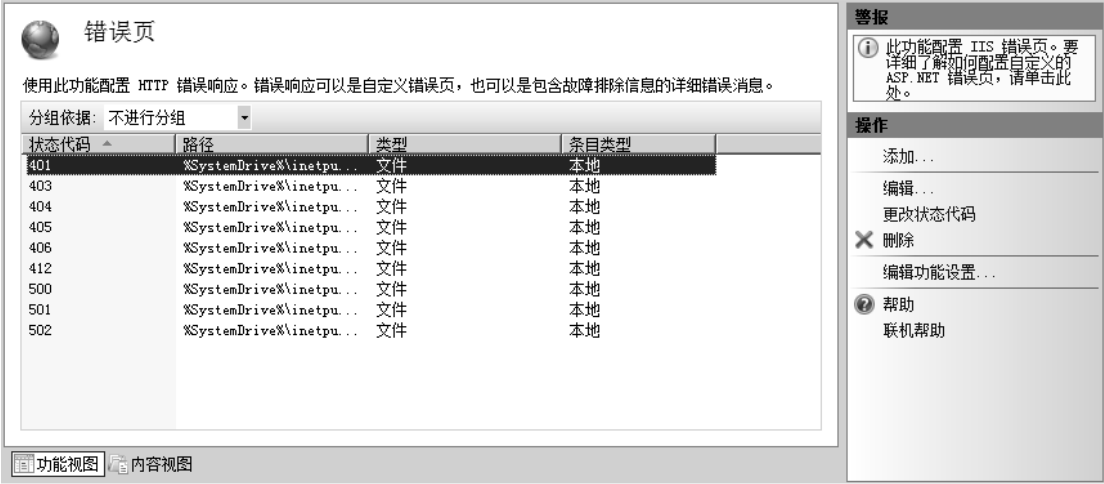 错误页
使用此功能配置 HTTP 错误响应。错误响应可以是自定义错误页，也可以是包含故障排除信息的详细错误消息。
分组依据: 不进行分组
状态代码 路径 类型 条目类型
401 %SystemDrive%\inetpu... 文件 本地
403 %SystemDrive%\inetpu... 文件 本地
404 %SystemDrive%\inetpu... 文件 本地
405 %SystemDrive%\inetpu... 文件 本地
406 %SystemDrive%\inetpu... 文件 本地
412 %SystemDrive%\inetpu... 文件 本地
500 %SystemDrive%\inetpu... 文件 本地
501 %SystemDrive%\inetpu... 文件 本地
502 %SystemDrive%\inetpu... 文件 本地
功能视图 内容视图
警报
此功能配置 IIS 错误页。要
详细了解如何配置自定义的
ASP.NET 错误页，请单击此
处。
操作
添加...
编辑...
更改状态代码
删除
编辑功能设置...
帮助
联机帮助